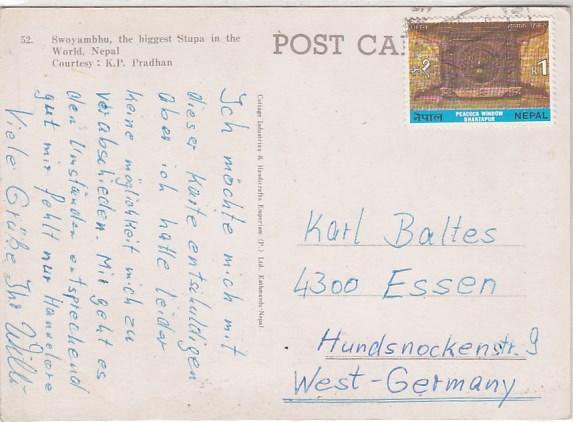 52. Swoyambhu, the biggest Stupa in the
World, Nepal
Courtesy : K.P. Pradhan
POST CA
नेपाल
PEACOCK WINDOW
BHAKTAPUR
NEPAL
R 1
Cottage Industries & Handicrafts Emporium (P.) Ltd. Kathmandu-Nepal
Ich möchte mich mit
dieser Karte entschuldigen
aber ich hatte leider
keine möglichkeit mich zu
verabschieden. Mir geht es
den Umständen entsprechend
gut mir fehlt nur Hannelore
Viele Grüße Ihr Willi
Karl Baltes
4300 Essen
Hundsnockenstr. 9
West-Germany